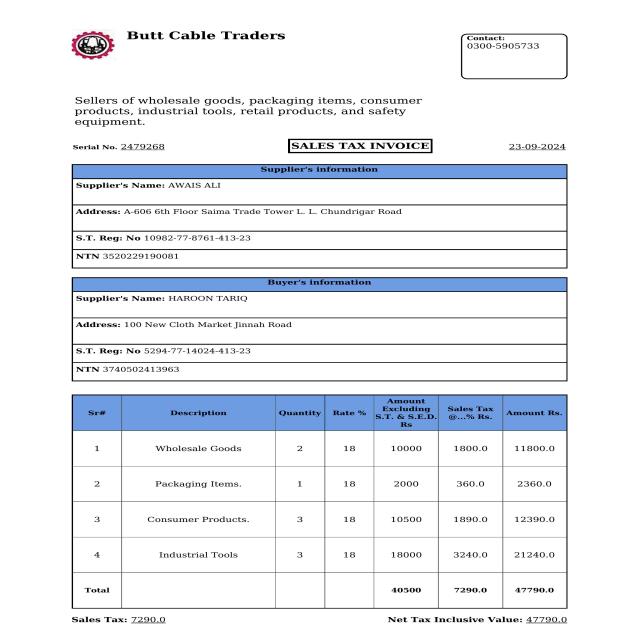 Butt Cable Traders
Contact:
0300-5905733
Sellers of wholesale goods, packaging items, consumer
products, industrial tools, retail products, and safety
equipment.
Serial No. 2479268 SALES TAX INVOICE 23-09-2024
Supplier's information
Supplier's Name: AWAIS ALI
Address: A-606 6th Floor Saima Trade Tower L. L. Chundrigar Road
S.T. Reg: No 10982-77-8761-413-23
NTN 3520229190081
Buyer's information
Supplier's Name: HAROON TARIQ
Address: 100 New Cloth Market Jinnah Road
S.T. Reg: No 5294-77-14024-413-23
NTN 3740502413963
Sr# Description Quantity Rate % Amount Excluding S.T. & S.E.D. Rs Sales Tax @...% Rs. Amount Rs.
1 Wholesale Goods 2 18 10000 1800.0 11800.0
2 Packaging Items. 1 18 2000 360.0 2360.0
3 Consumer Products. 3 18 10500 1890.0 12390.0
4 Industrial Tools 3 18 18000 3240.0 21240.0
Total 40500 7290.0 47790.0
Sales Tax: 7290.0 Net Tax Inclusive Value: 47790.0